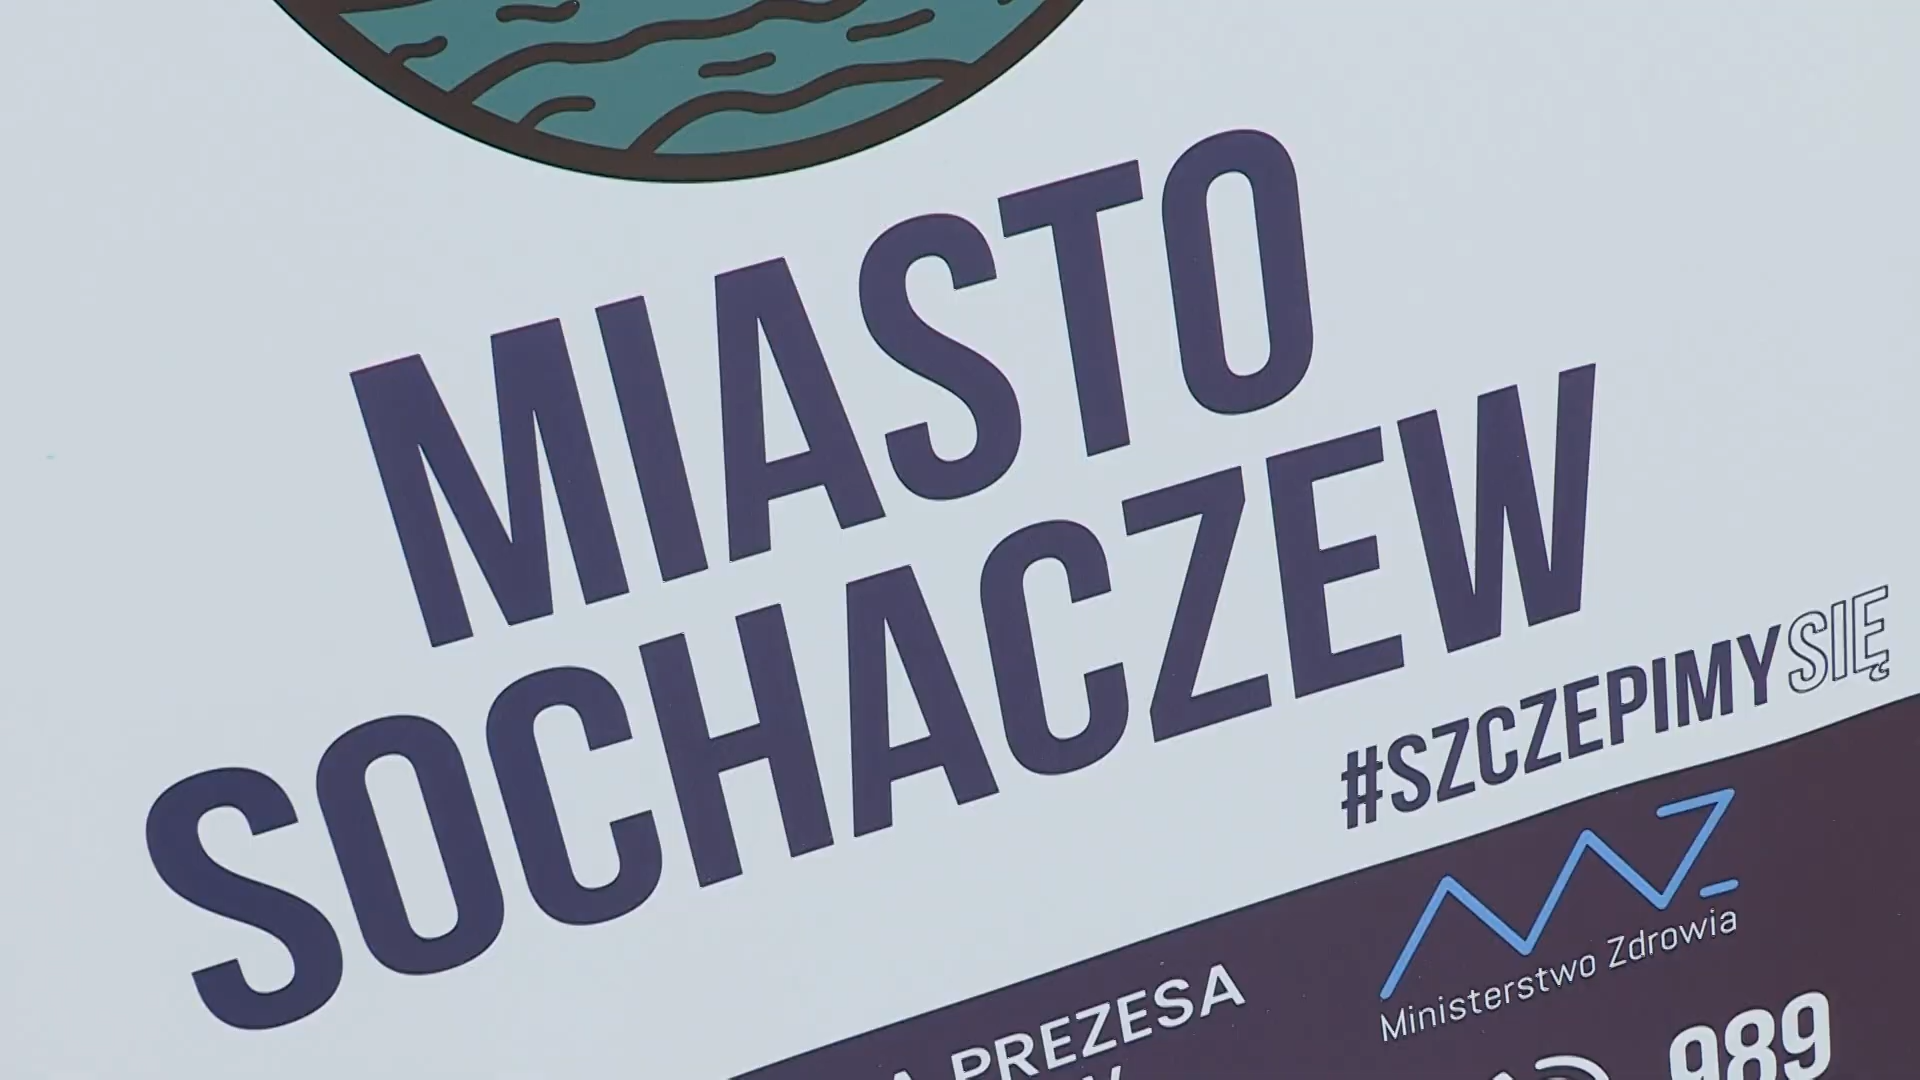 MIASTO
SOCHACZEW
#SZCZEPIMYSIĘ
Ministerstwo Zdrowia
PREZESA
989